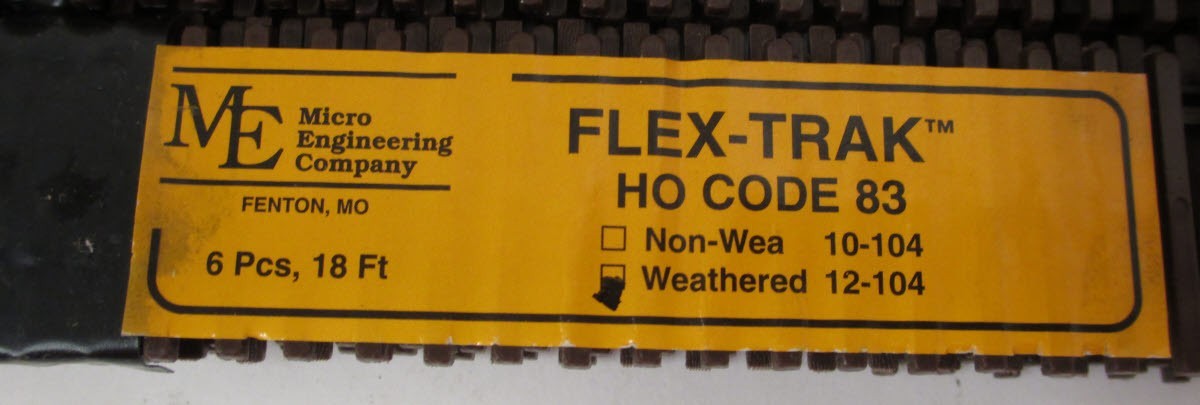 ME Micro
Engineering
Company
FENTON, MO
6 Pcs, 18 Ft
FLEX-TRAK™
HO CODE 83
Non-Wea 10-104
Weathered 12-104